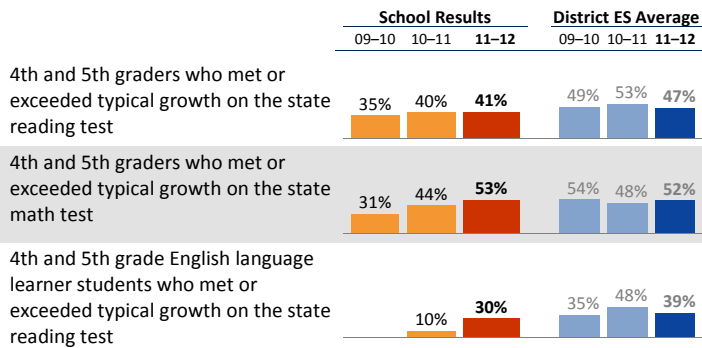 School Results District ES Average
09–10 10–11 11–12 09–10 10–11 11–12
4th and 5th graders who met or
exceeded typical growth on the state
reading test
35% 40% 41% 49% 53% 47%
4th and 5th graders who met or
exceeded typical growth on the state
math test
31% 44% 53% 54% 48% 52%
4th and 5th grade English language
learner students who met or
exceeded typical growth on the state
reading test
10% 30% 35% 48% 39%